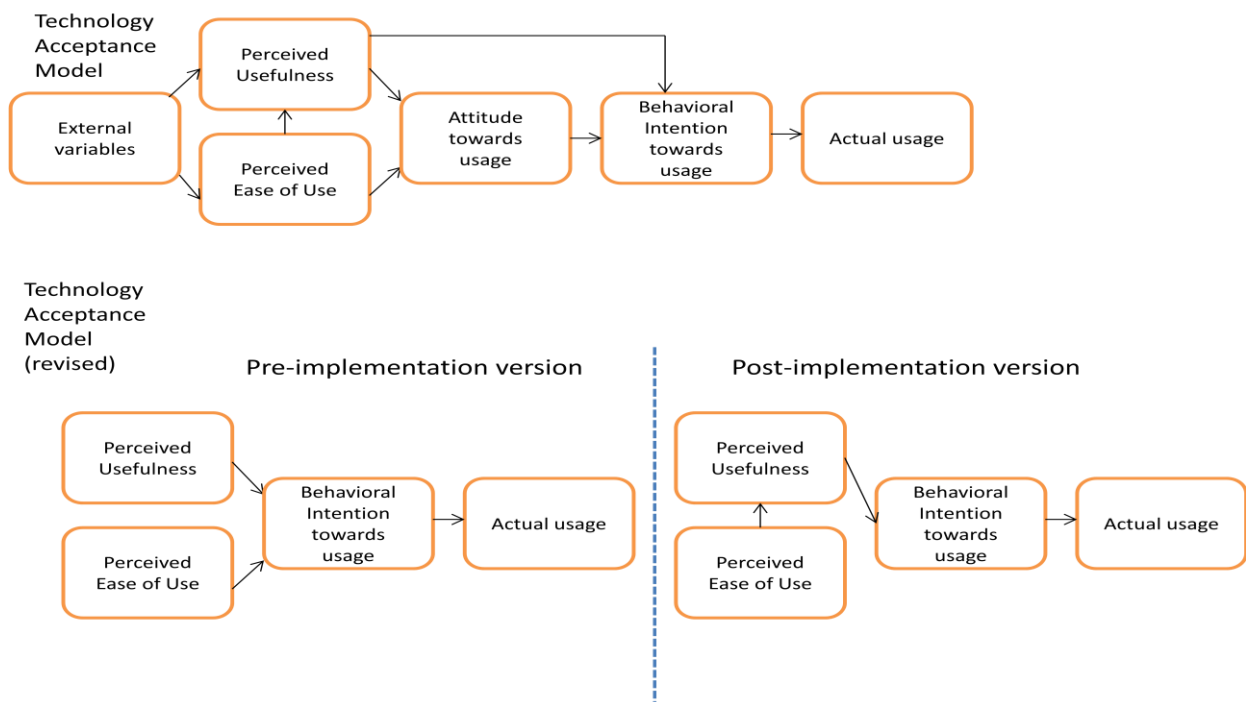 Technology
Acceptance
Model
External
variables
Perceived
Usefulness
Perceived
Ease of Use
Attitude
towards
usage
Behavioral
Intention
towards
usage
Actual usage
Technology
Acceptance
Model
(revised)
Pre-implementation version
Perceived
Usefulness
Perceived
Ease of Use
Behavioral
Intention
towards
usage
Actual usage
Post-implementation version
Perceived
Usefulness
Perceived
Ease of Use
Behavioral
Intention
towards
usage
Actual usage